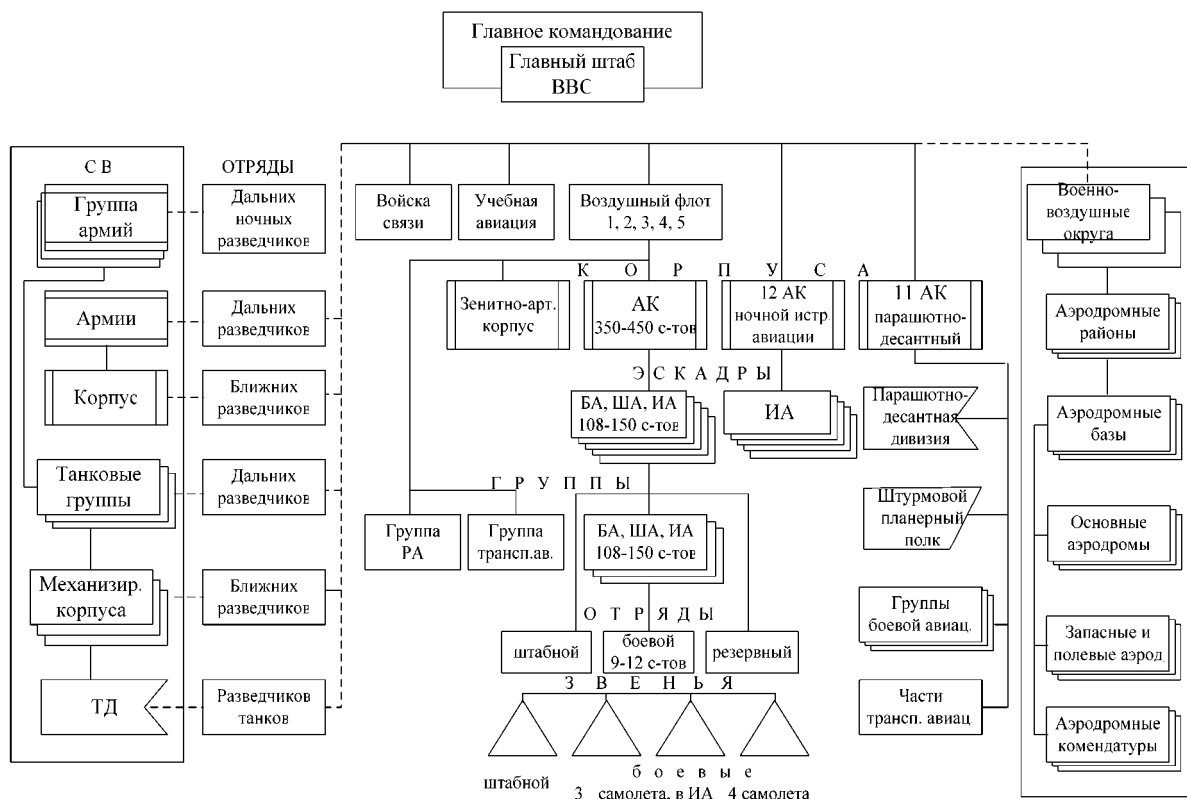 Главное командование
Главный штаб
ВВС
С В
Группа
армий
Армии
Корпус
Танковые
группы
Механизир.
корпуса
ТД
ОТРЯДЫ
Дальних
ночных
разведчиков
Дальних
разведчиков
Ближних
разведчиков
Дальних
разведчиков
Ближних
разведчиков
Разведчиков
танков
Войска
связи
Учебная
авиация
Воздушный флот
1, 2, 3, 4, 5
К О Р П У С А
Зенитно-арт.
корпус
АК
350-450 с-тов
12 АК
ночной истр.
авиации
11 АК
парашютно-
десантный
Э С К А Д Р Ы
БА, ША, ИА
108-150 с-тов
ИА
Г Р У П П Ы
Группа
РА
Группа
трансп.ав.
БА, ША, ИА
108-150 с-тов
О Т Р Я Д Ы
штабной
боевой
9-12 с-тов
резервный
З В Е Н Ь Я
штабной
б о е в ы е
3 самолета, в ИА 4 самолета
Парашютно-
десантная
дивизия
Штурмовой
планерный
полк
Группы
боевой авиац.
Части
трансп. авиац.
Военно-
воздушные
округа
Аэродромные
районы
Аэродромные
базы
Основные
аэродромы
Запасные и
полевые аэрод.
Аэродромные
комендатуры